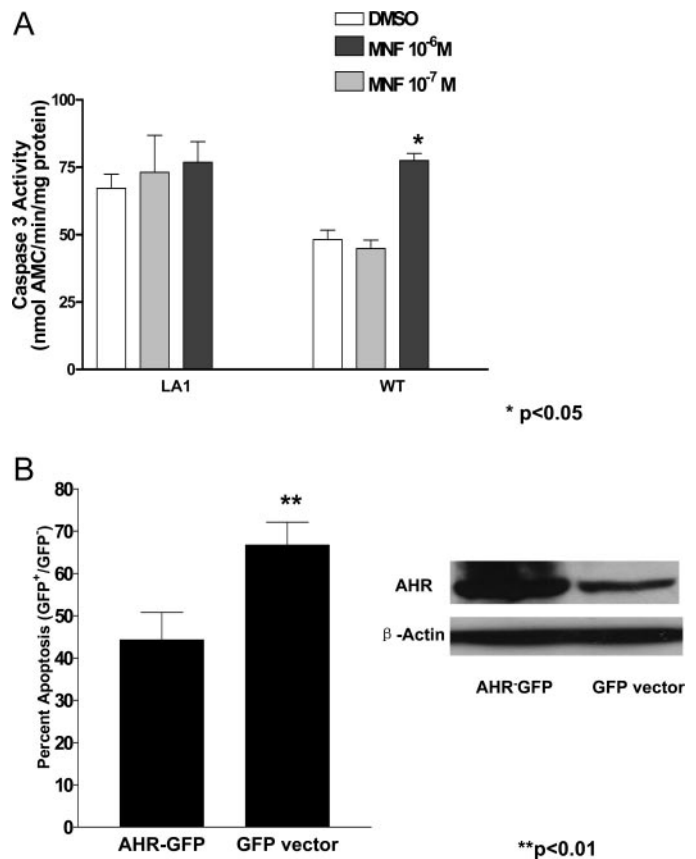 A
DMSO
MNF 10⁻⁶M
MNF 10⁻⁷ M
Caspase 3 Activity
(nmol AMC/min/mg protein)
100
75
50
25
0
*
LA1
WT
* p<0.05
B
Percent Apoptosis (GFP⁺/GFP⁻)
80
70
60
50
40
30
20
10
0
**
AHR-GFP
GFP vector
AHR
β-Actin
AHR-GFP
GFP vector
**p<0.01